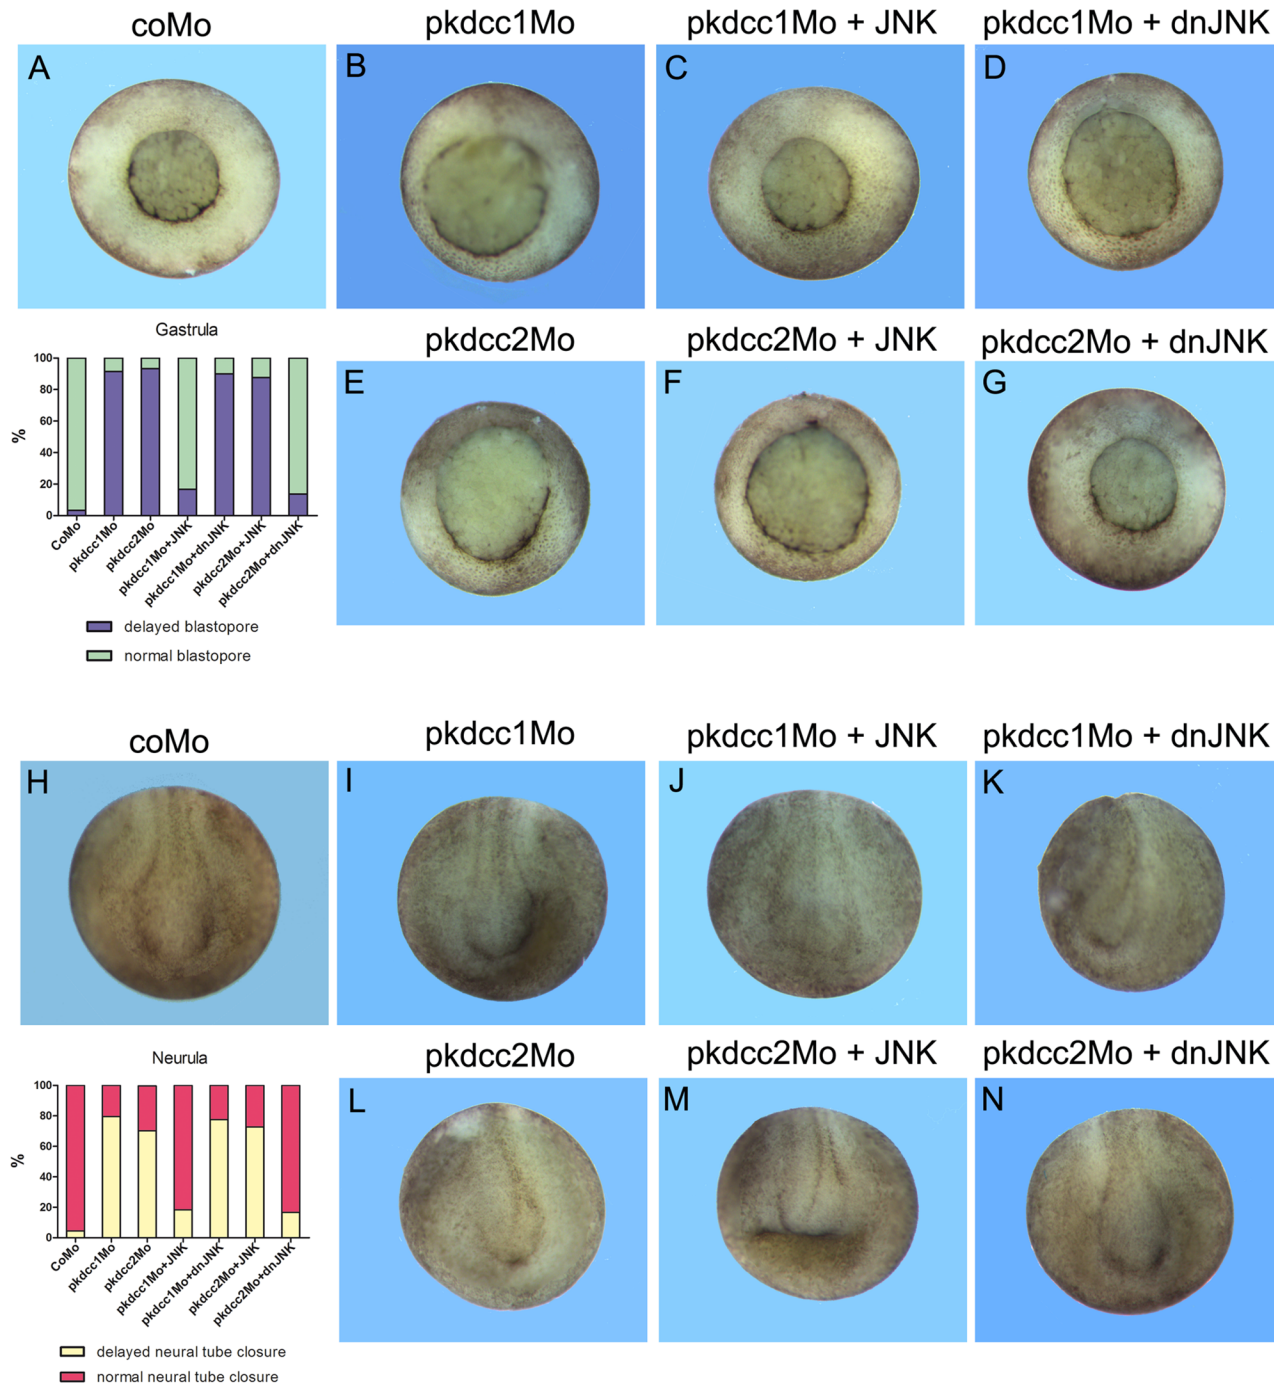 coMo
pkdcc1Mo
pkdcc1Mo + JNK
pkdcc1Mo + dnJNK
A
B
C
D
Gastrula
100
80
60
40
20
0
%
CoMo
pkdcc1Mo
pkdcc2Mo
pkdcc1Mo+JNK
pkdcc1Mo+dnJNK
pkdcc2Mo+JNK
pkdcc2Mo+dnJNK
delayed blastopore
normal blastopore
pkdcc2Mo
pkdcc2Mo + JNK
pkdcc2Mo + dnJNK
E
F
G
coMo
pkdcc1Mo
pkdcc1Mo + JNK
pkdcc1Mo + dnJNK
H
I
J
K
Neurula
100
80
60
40
20
0
%
CoMo
pkdcc1Mo
pkdcc2Mo
pkdcc1Mo+JNK
pkdcc1Mo+dnJNK
pkdcc2Mo+JNK
pkdcc2Mo+dnJNK
delayed neural tube closure
normal neural tube closure
pkdcc2Mo
pkdcc2Mo + JNK
pkdcc2Mo + dnJNK
L
M
N